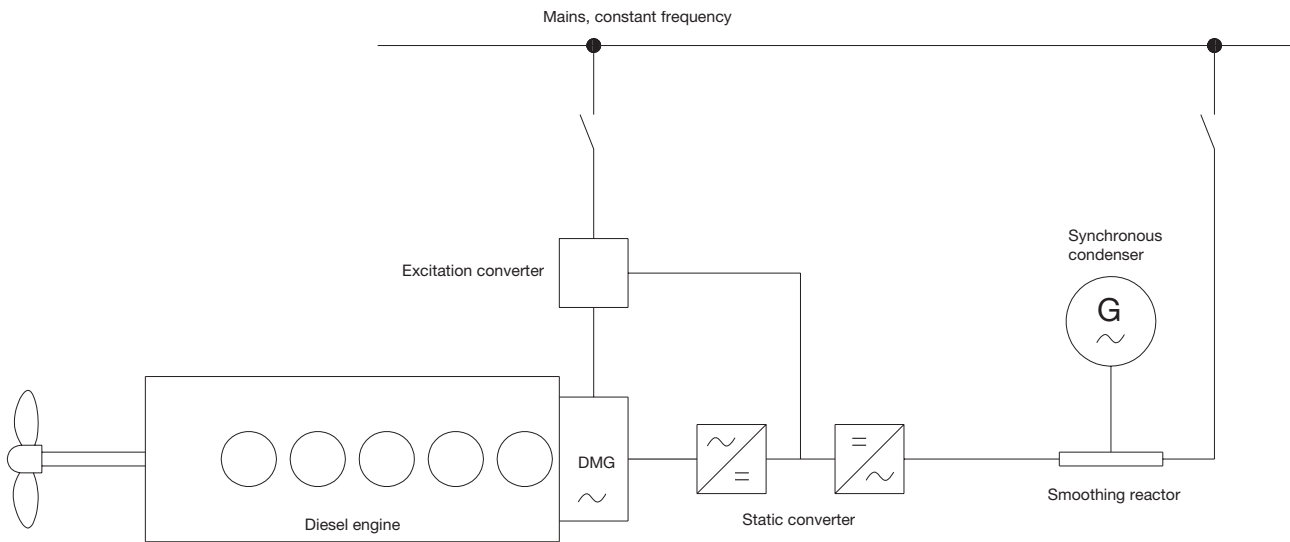 Mains, constant frequency
Synchronous
condenser
Excitation converter
G
DMG
Smoothing reactor
Static converter
Diesel engine